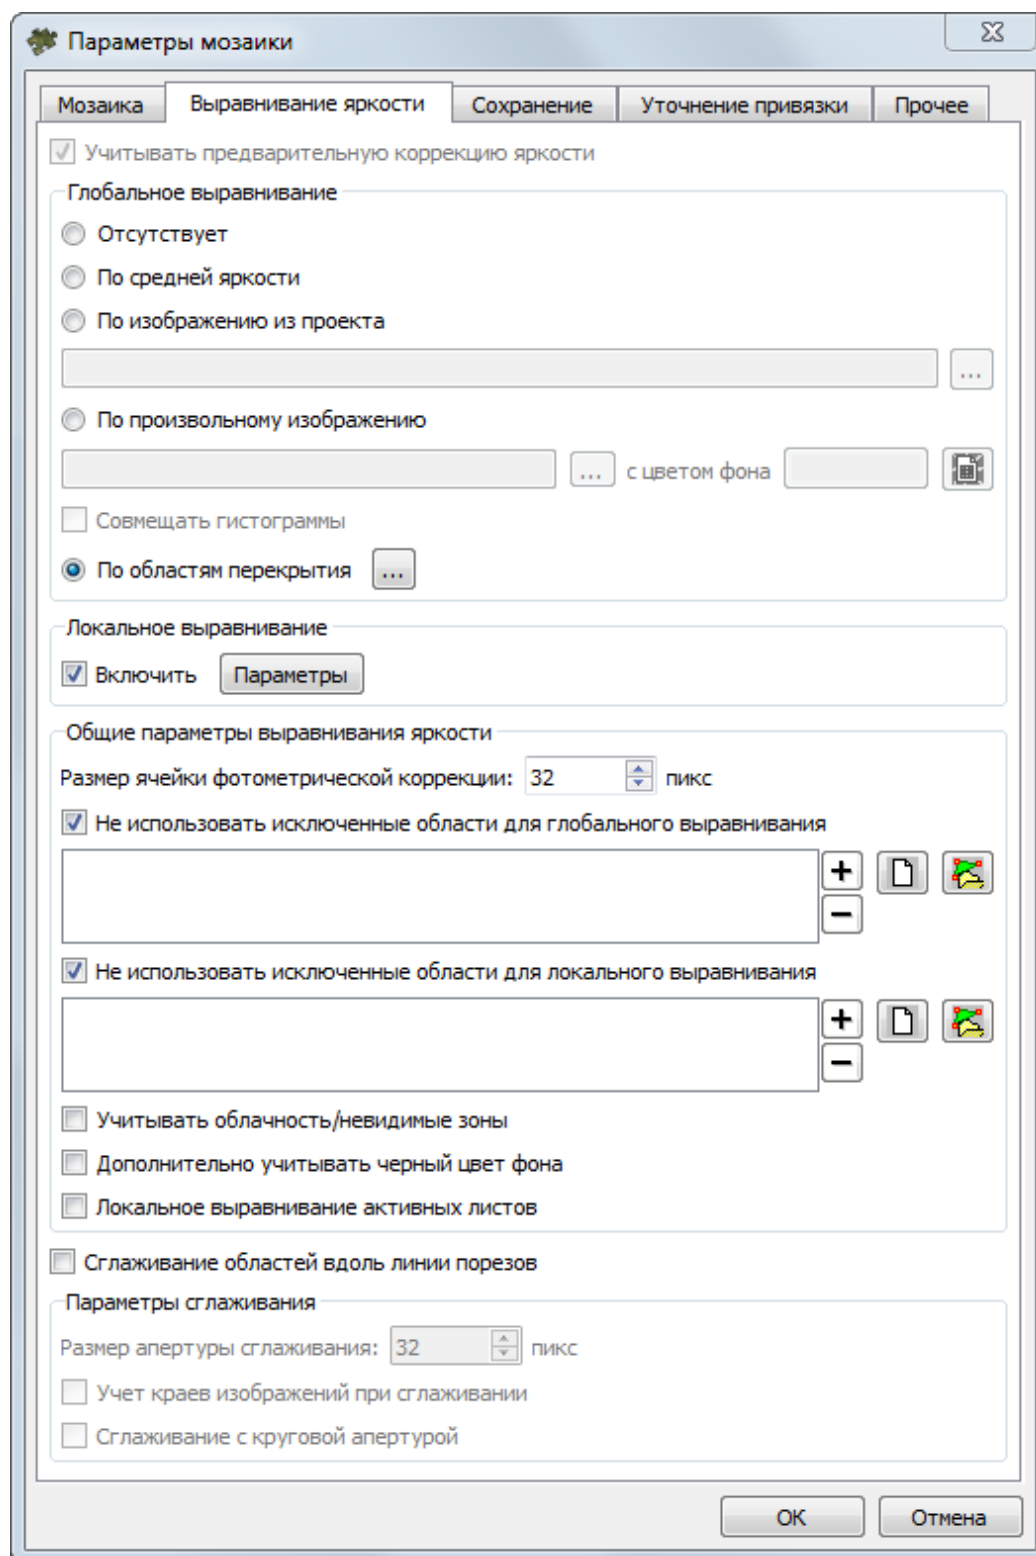 Параметры мозаики
Мозаика Выравнивание яркости Сохранение Уточнение привязки Прочее
Учитывать предварительную коррекцию яркости
Глобальное выравнивание
Отсутствует
По средней яркости
По изображению из проекта
...
По произвольному изображению
... с цветом фона
Совмещать гистограммы
По областям перекрытия ...
Локальное выравнивание
Включить Параметры
Общие параметры выравнивания яркости
Размер ячейки фотометрической коррекции: 32 пикс
Не использовать исключенные области для глобального выравнивания
Не использовать исключенные области для локального выравнивания
Учитывать облачность/невидимые зоны
Дополнительно учитывать черный цвет фона
Локальное выравнивание активных листов
Сглаживание областей вдоль линии порезов
Параметры сглаживания
Размер апертуры сглаживания: 32 пикс
Учет краев изображений при сглаживании
Сглаживание с круговой апертурой
ОК Отмена